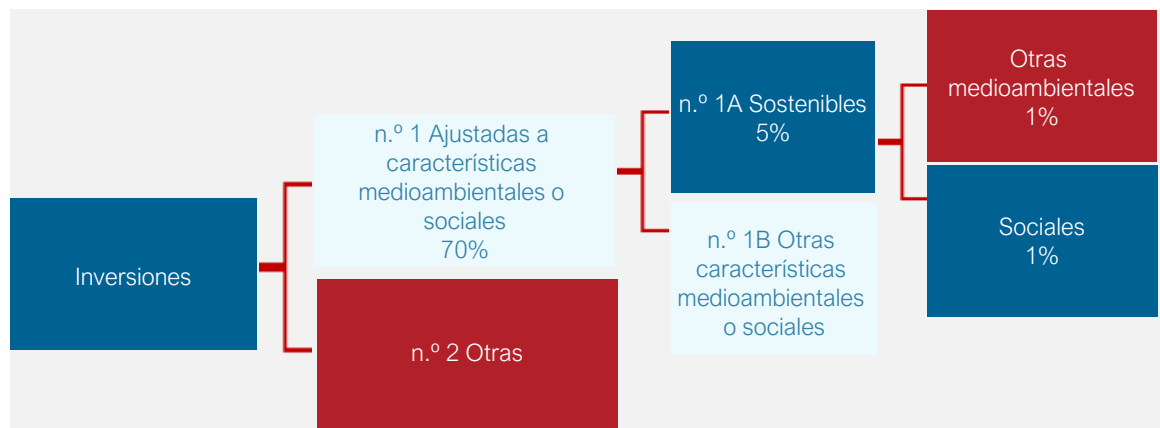 Inversiones
n.º 1 Ajustadas a
características
medioambientales o
sociales
70%
n.º 2 Otras
n.º 1A Sostenibles
5%
n.º 1B Otras
características
medioambientales
o sociales
Otras
medioambientales
1%
Sociales
1%